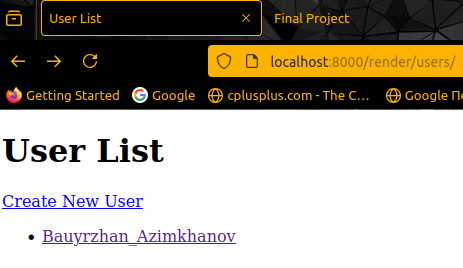 User List Final Project
localhost:8000/render/users/
Getting Started Google cplusplus.com - The C... Google Пе
User List
Create New User
Bauyrzhan_Azimkhanov